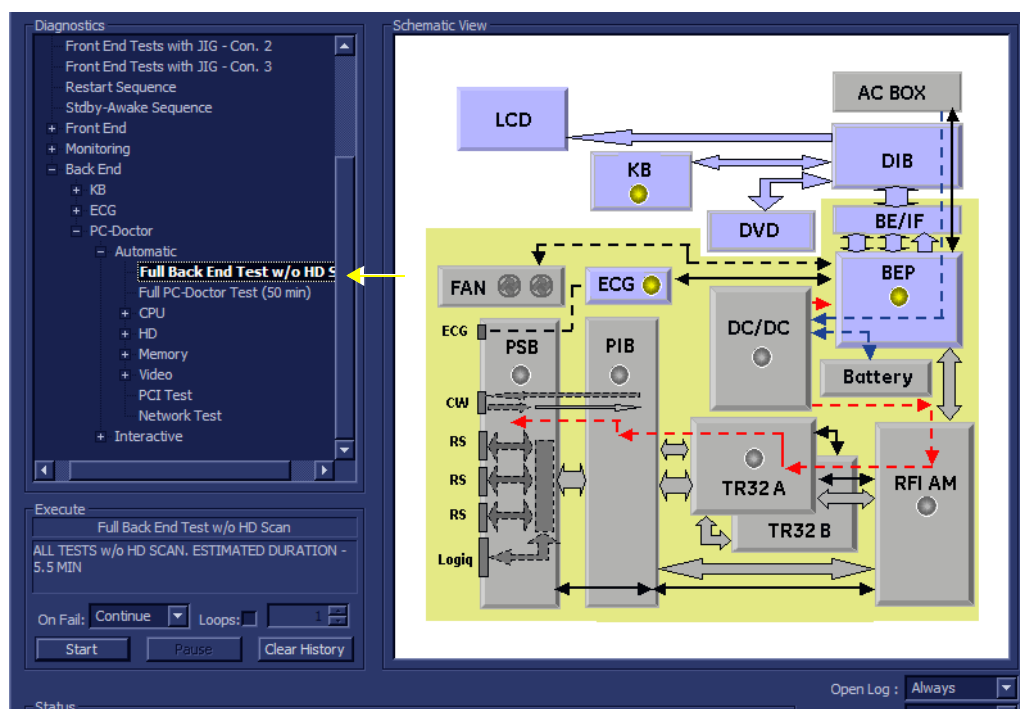 Diagnostics
Front End Tests with JIG - Con. 2
Front End Tests with JIG - Con. 3
Restart Sequence
Stdby-Awake Sequence
Front End
Monitoring
Back End
KB
ECG
PC-Doctor
Automatic
Full Back End Test w/o HD S
Full PC-Doctor Test (50 min)
CPU
HD
Memory
Video
PCI Test
Network Test
Interactive
Execute
Full Back End Test w/o HD Scan
ALL TESTS w/o HD SCAN. ESTIMATED DURATION -
5.5 MIN
On Fail: Continue Loops: 1
Start Pause Clear History
Status
Schematic View
AC BOX
LCD
DIB
KB
DVD
BE/IF
BEP
FAN
ECG
DC/DC
ECG
PSB
PIB
Battery
CW
RS
RS
RS
Logiq
TR32 A
TR32 B
RFI AM
Open Log : Always